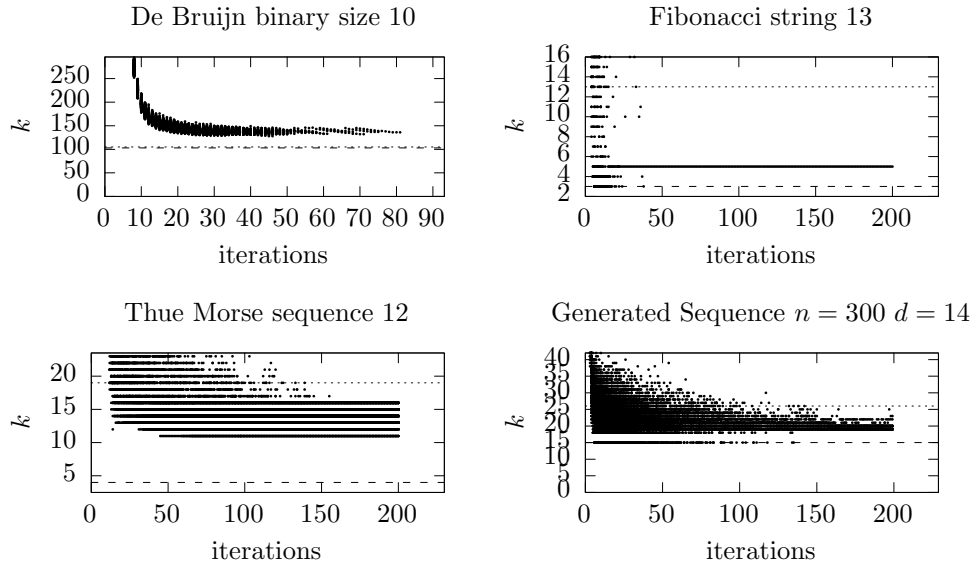 De Bruijn binary size 10
k
250
200
150
100
50
0
0 10 20 30 40 50 60 70 80 90
iterations
Fibonacci string 13
k
16
14
12
10
8
6
4
2
0 50 100 150 200
iterations
Thue Morse sequence 12
k
20
15
10
5
0 50 100 150 200
iterations
Generated Sequence n = 300 d = 14
k
40
35
30
25
20
15
10
5
0
0 50 100 150 200
iterations